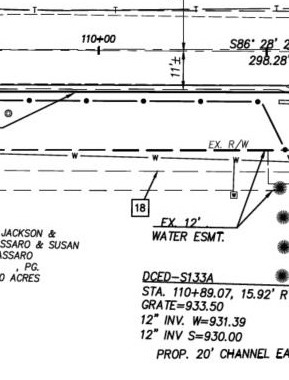 T T T T
110+00
S86° 28' 2
298.28'
11'±
EX. R/W
W W W
W
18
EX. 12'
WATER ESMT.
JACKSON &
SSARO & SUSAN
ASSARO
, PG.
0 ACRES
DCED-S133A
STA. 110+89.07, 15.92' R
GRATE=933.50
12" INV. W=931.39
12" INV S=930.00
PROP. 20' CHANNEL EA